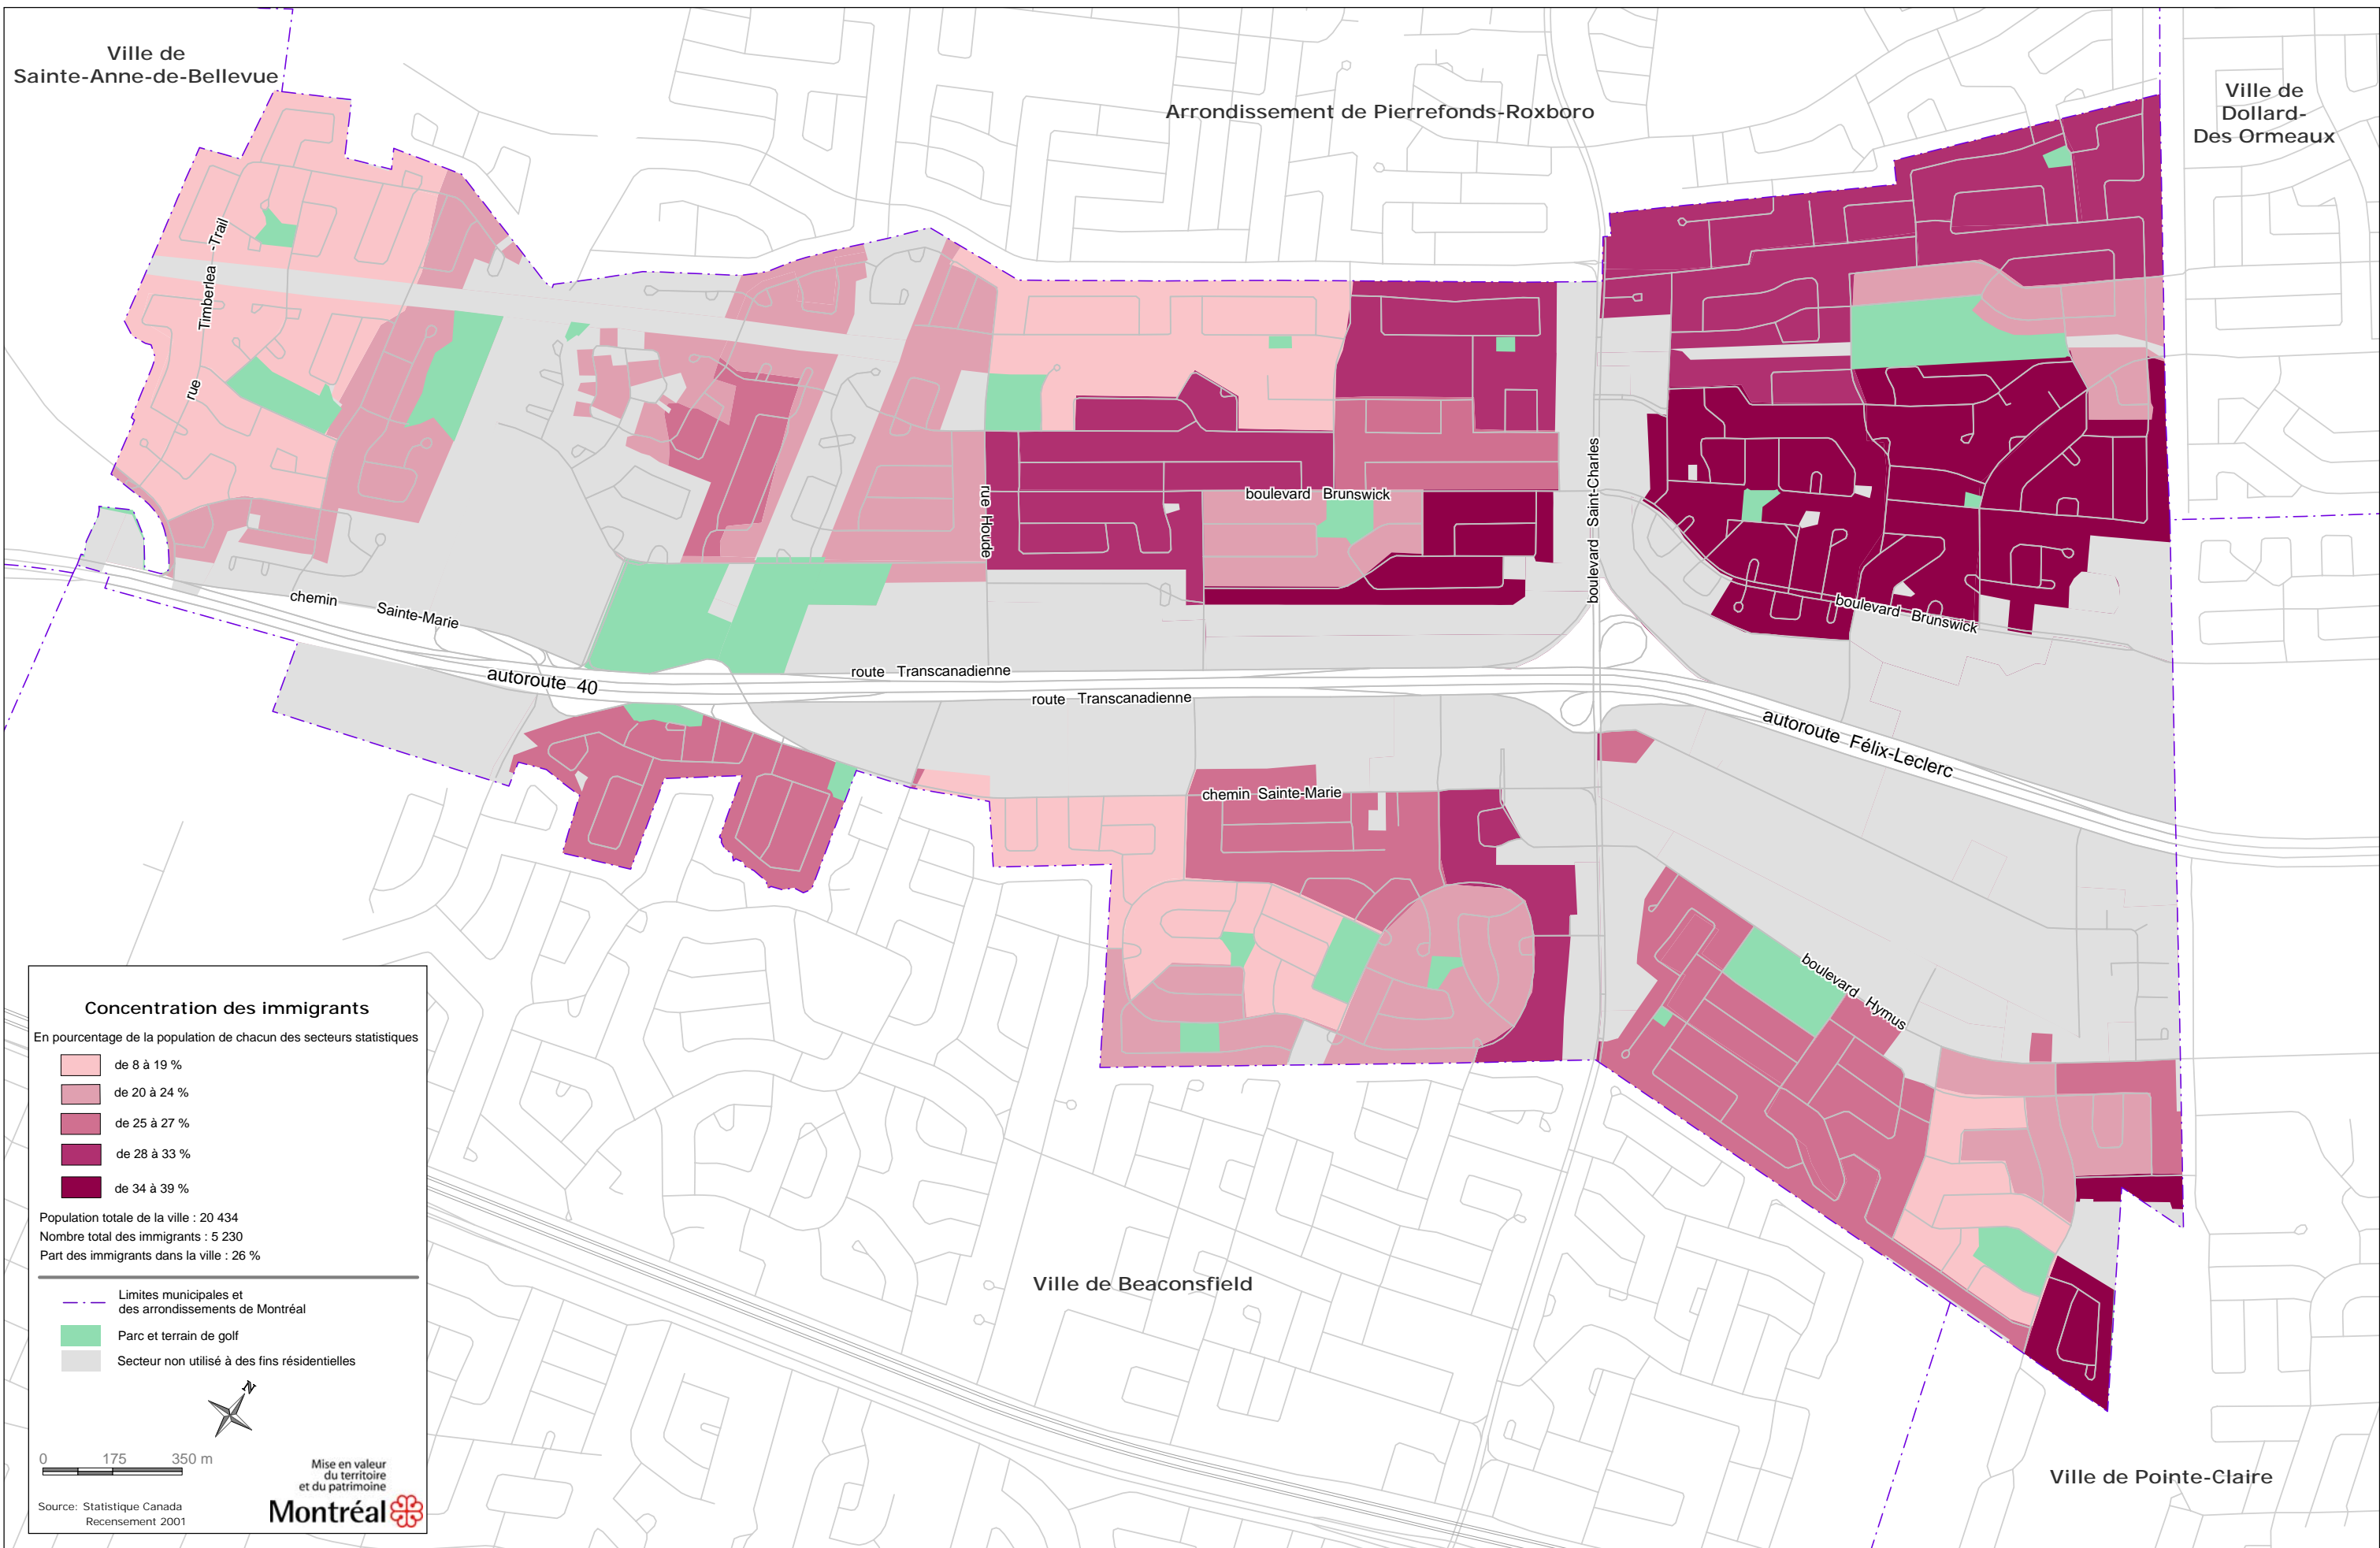 Ville de
Sainte-Anne-de-Bellevue
Arrondissement de Pierrefonds-Roxboro
Ville de
Dollard-
Des Ormeaux
rue Timberlea -Trail
rue Houde
boulevard Brunswick
boulevard Saint-Charles
boulevard Brunswick
chemin Sainte-Marie
autoroute 40
route Transcanadienne
route Transcanadienne
autoroute Félix-Leclerc
chemin Sainte-Marie
boulevard Hymus
Ville de Beaconsfield
Ville de Pointe-Claire
Concentration des immigrants
En pourcentage de la population de chacun des secteurs statistiques
de 8 à 19 %
de 20 à 24 %
de 25 à 27 %
de 28 à 33 %
de 34 à 39 %
Population totale de la ville : 20 434
Nombre total des immigrants : 5 230
Part des immigrants dans la ville : 26 %
Limites municipales et
des arrondissements de Montréal
Parc et terrain de golf
Secteur non utilisé à des fins résidentielles
N
0 175 350 m
Mise en valeur
du territoire
et du patrimoine
Montréal
Source: Statistique Canada
Recensement 2001